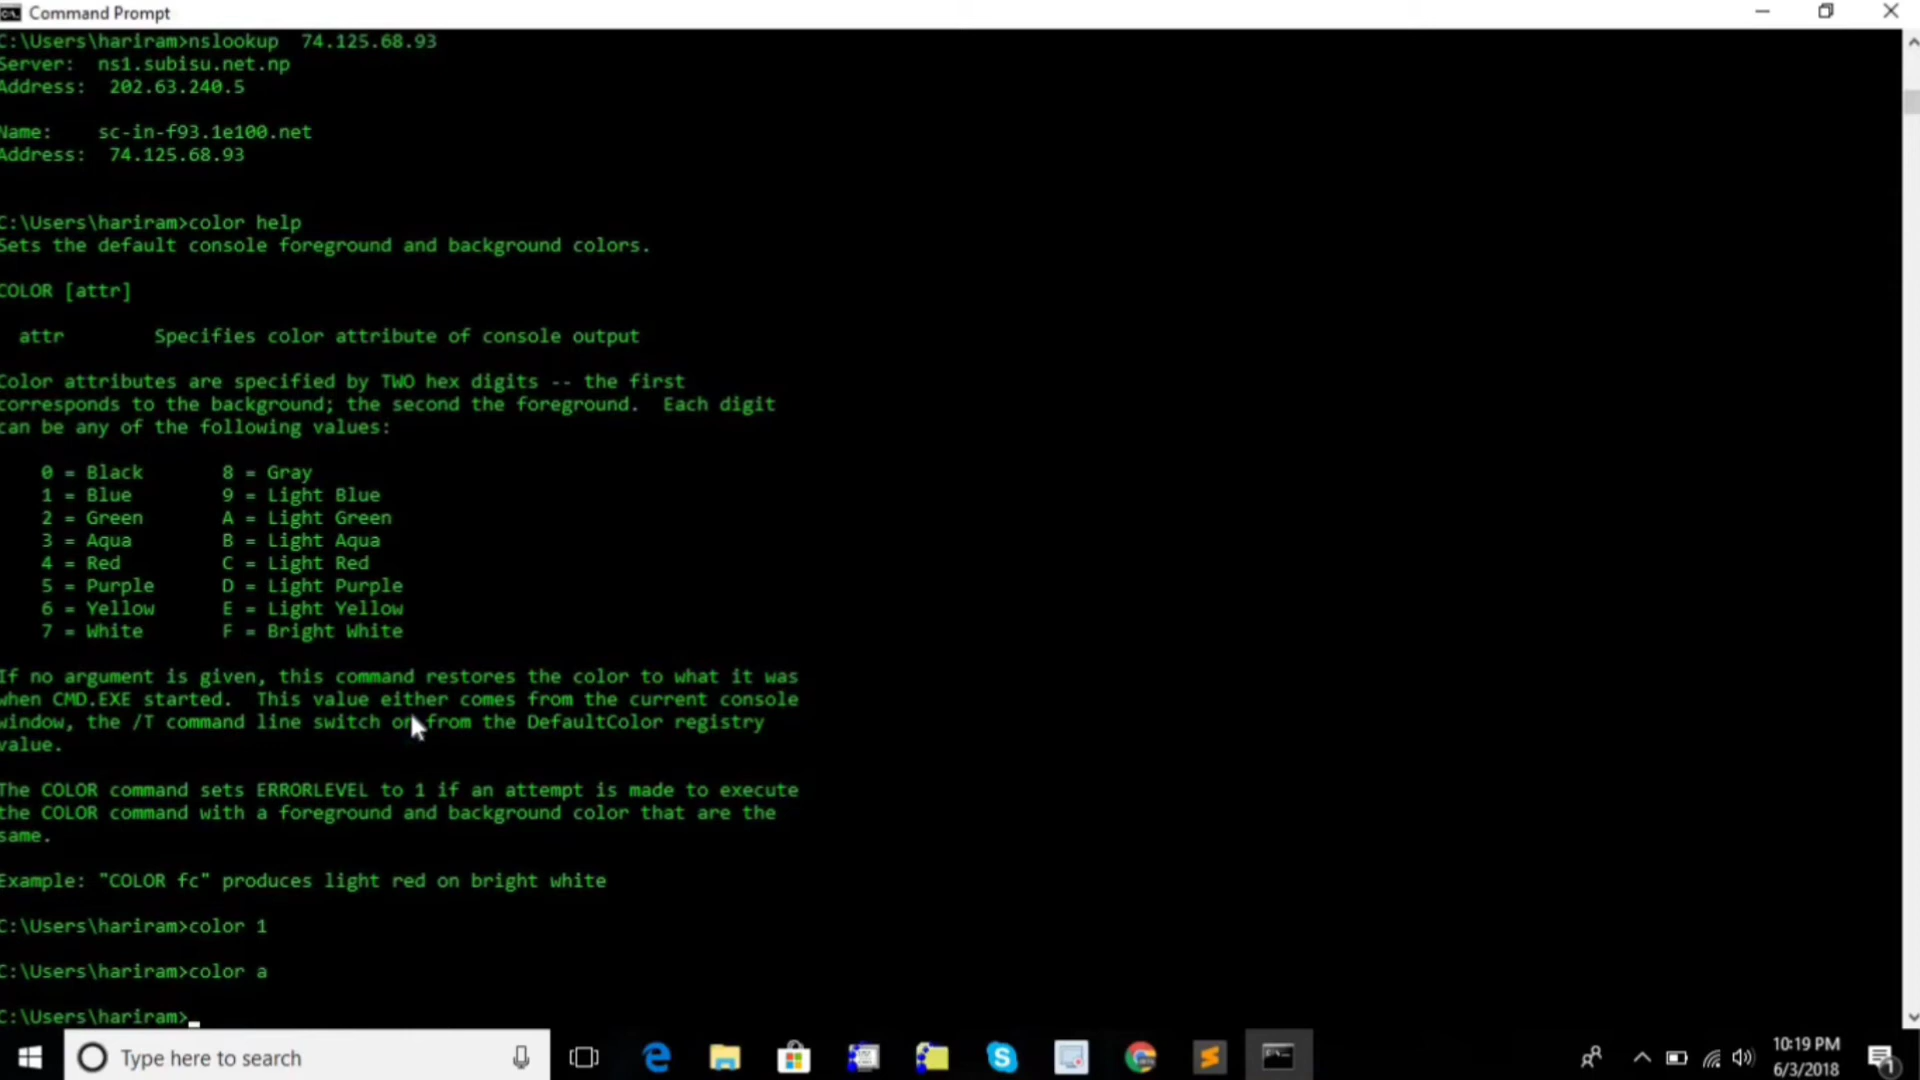 Command Prompt
C:\Users\hariram>nslookup  74.125.68.93
Server:  ns1.subisu.net.np
Address:  202.63.240.5
Name:    sc-in-f93.1e100.net
Address:  74.125.68.93
C:\Users\hariram>color help
Sets the default console foreground and background colors.
COLOR [attr]
attr        Specifies color attribute of console output
Color attributes are specified by TWO hex digits -- the first
corresponds to the background; the second the foreground.  Each digit
can be any of the following values:
0 = Black       8 = Gray
1 = Blue        9 = Light Blue
2 = Green       A = Light Green
3 = Aqua        B = Light Aqua
4 = Red         C = Light Red
5 = Purple      D = Light Purple
6 = Yellow      E = Light Yellow
7 = White       F = Bright White
If no argument is given, this command restores the color to what it was
when CMD.EXE started.  This value either comes from the current console
window, the /T command line switch or from the DefaultColor registry
value.
The COLOR command sets ERRORLEVEL to 1 if an attempt is made to execute
the COLOR command with a foreground and background color that are the
same.
Example: "COLOR fc" produces light red on bright white
C:\Users\hariram>color 1
C:\Users\hariram>color a
C:\Users\hariram>
Type here to search
10:19 PM
6/3/2018
1